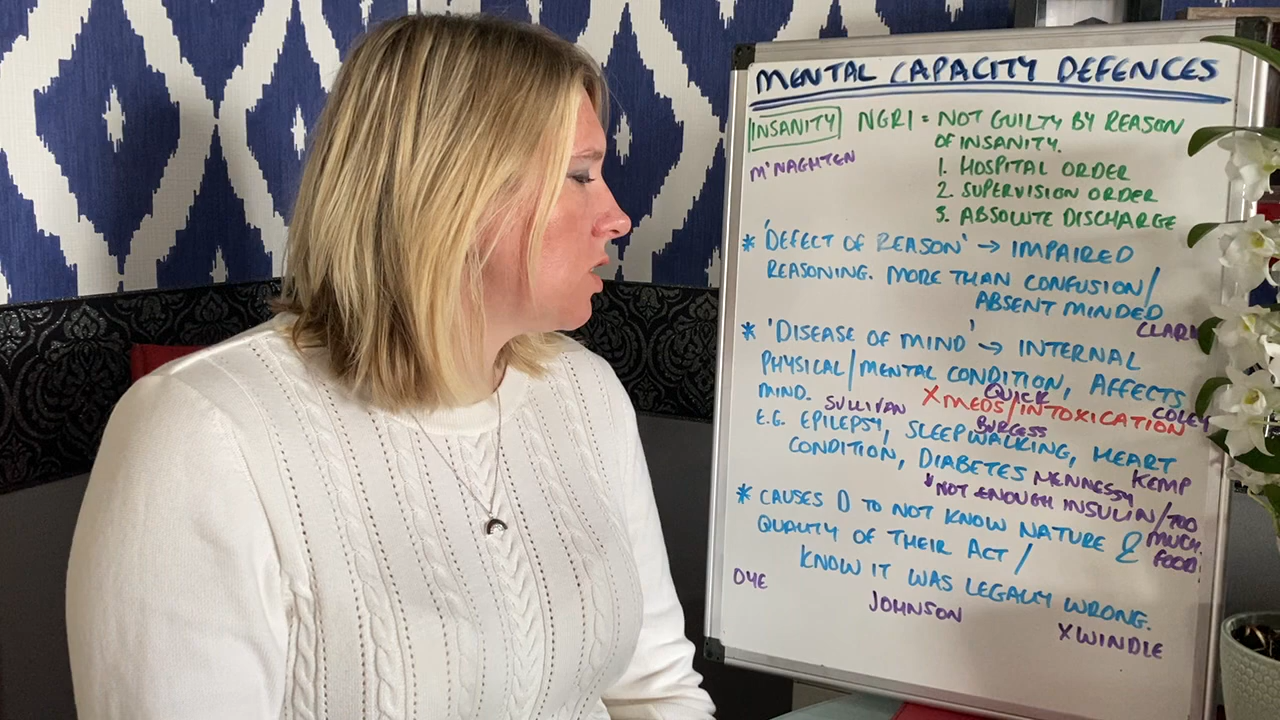 MENTAL CAPACITY DEFENCES
INSANITY NGRI = NOT GUILTY BY REASON
OF INSANITY.
M'NAGHTEN
1. HOSPITAL ORDER
2. SUPERVISION ORDER
3. ABSOLUTE DISCHARGE
* 'DEFECT OF REASON' → IMPAIRED
REASONING. MORE THAN CONFUSION/
ABSENT MINDED
CLARK
* 'DISEASE OF MIND' → INTERNAL
PHYSICAL/MENTAL CONDITION, AFFECTS
QUICK
MIND. SULLIVAN X MEDS/INTOXICATION COLEY
BURGESS
E.G. EPILEPSY, SLEEPWALKING, HEART
CONDITION, DIABETES HENNESSY KEMP
↓ NOT ENOUGH INSULIN/TOO
MUCH
FOOD
* CAUSES D TO NOT KNOW NATURE &
QUALITY OF THEIR ACT /
KNOW IT WAS LEGALLY WRONG.
DYE
JOHNSON
X WINDLE